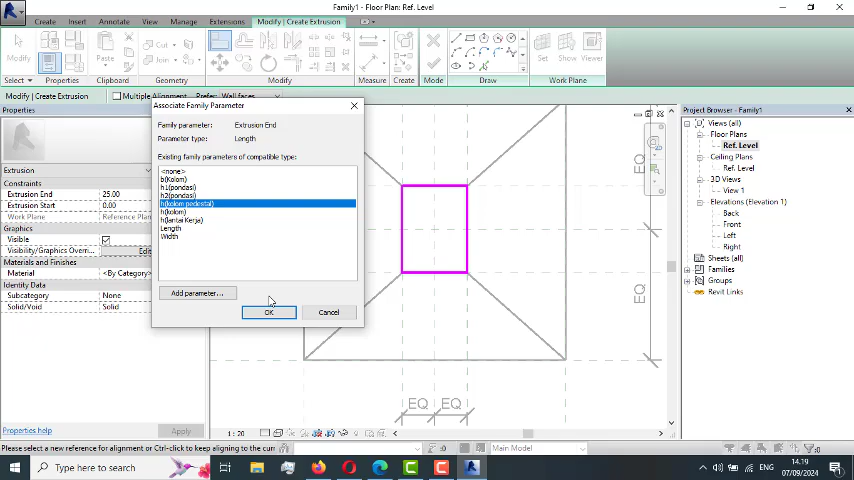 Family1 - Floor Plan: Ref. Level
Create
Insert
Annotate
View
Manage
Extensions
Modify | Create Extrusion
Modify
Paste
Cut
Join
Measure
Create
Mode
Set
Show
Viewer
Select
Properties
Clipboard
Geometry
Modify
Measure
Create
Mode
Draw
Work Plane
Modify | Create Extrusion
Multiple Alignment
Prefer: Wall faces
Properties
Extrusion
Constraints
Extrusion End 25.00
Extrusion Start 0.00
Work Plane Reference Plane
Graphics
Visible
Visibility/Graphics Overri... Edit
Materials and Finishes
Material <By Category>
Identity Data
Subcategory None
Solid/Void Solid
Properties help
Apply
Associate Family Parameter
Family parameter: Extrusion End
Parameter type: Length
Existing family parameters of compatible type:
<none>
b(Kolom)
h1(pondasi)
h2(pondasi)
h(kolom pedestal)
h(kolom)
h(lantai Kerja)
Length
Width
Add parameter...
OK
Cancel
EQ
EQ
EQ
EQ
1 : 20
Project Browser - Family1
Views (all)
Floor Plans
Ref. Level
Ceiling Plans
Ref. Level
3D Views
View 1
Elevations (Elevation 1)
Back
Front
Left
Right
Sheets (all)
Families
Groups
Revit Links
Please select a new reference for alignment or Ctrl-click to keep aligning to the curr
:0
Main Model
:0
Type here to search
ENG
14.19
07/09/2024